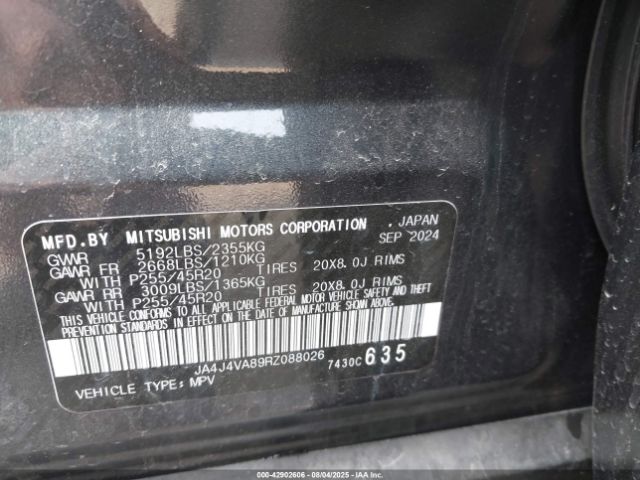 MFD.BY MITSUBISHI MOTORS CORPORATION , JAPAN
GVWR 5192LBS/2355KG SEP 2024
GAWR FR 2668LBS/1210KG
WITH P255/45R20 TIRES 20X8.0J RIMS
GAWR RR 3009LBS/1365KG
WITH P255/45R20 TIRES 20X8.0J RIMS
THIS VEHICLE CONFORMS TO ALL APPLICABLE FEDERAL MOTOR VEHICLE SAFETY AND THEFT
PREVENTION STANDARDS IN EFFECT ON THE DATE OF MANUFACTURE SHOWN ABOVE.
JA4J4VA89RZ088026 7430C 635
VEHICLE TYPE: MPV
000-42902606 - 08/04/2025 - IAAI.COM